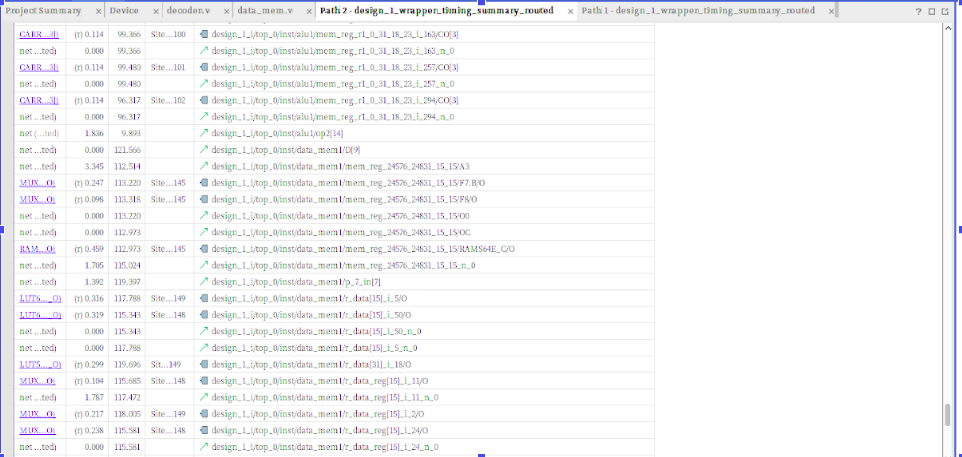 Project Summary × Device × decoder.v × data_mem.v × Path 2 - design_1_wrapper_timing_summary_routed × Path 1 - design_1_wrapper_timing_summary_routed ×
CARR...3]) (r) 0.114 99.366 Site...100 design_1_i/top_0/inst/alu1/mem_reg_r1_0_31_18_23_i_163/CO[3]
net ...ted) 0.000 99.366 design_1_i/top_0/inst/alu1/mem_reg_r1_0_31_18_23_i_163_n_0
CARR...3]) (r) 0.114 99.480 Site...101 design_1_i/top_0/inst/alu1/mem_reg_r1_0_31_18_23_i_257/CO[3]
net ...ted) 0.000 99.480 design_1_i/top_0/inst/alu1/mem_reg_r1_0_31_18_23_i_257_n_0
CARR...3]) (r) 0.114 96.317 Site...102 design_1_i/top_0/inst/alu1/mem_reg_r1_0_31_18_23_i_294/CO[3]
net ...ted) 0.000 96.317 design_1_i/top_0/inst/alu1/mem_reg_r1_0_31_18_23_i_294_n_0
net (...ted) 1.836 9.893 design_1_i/top_0/inst/alu1/op2[14]
net ...ted) 0.000 121.566 design_1_i/top_0/inst/data_mem1/D[9]
net ...ted) 3.345 112.514 design_1_i/top_0/inst/data_mem1/mem_reg_24576_24831_15_15/A3
MUX...O) (r) 0.247 113.220 Site...145 design_1_i/top_0/inst/data_mem1/mem_reg_24576_24831_15_15/F7.B/O
MUX...O) (r) 0.098 113.318 Site...145 design_1_i/top_0/inst/data_mem1/mem_reg_24576_24831_15_15/F8/O
net ...ted) 0.000 113.220 design_1_i/top_0/inst/data_mem1/mem_reg_24576_24831_15_15/O0
net ...ted) 0.000 112.973 design_1_i/top_0/inst/data_mem1/mem_reg_24576_24831_15_15/OC
RAM...O) (r) 0.459 112.973 Site...145 design_1_i/top_0/inst/data_mem1/mem_reg_24576_24831_15_15/RAMS64E_C/O
net ...ted) 1.705 115.024 design_1_i/top_0/inst/data_mem1/mem_reg_24576_24831_15_15_n_0
net ...ted) 1.392 119.397 design_1_i/top_0/inst/data_mem1/p_7_in[7]
LUT6..._O) (r) 0.316 117.788 Site...149 design_1_i/top_0/inst/data_mem1/r_data[15]_i_5/O
LUT6..._O) (r) 0.319 115.343 Site...148 design_1_i/top_0/inst/data_mem1/r_data[15]_i_50/O
net ...ted) 0.000 115.343 design_1_i/top_0/inst/data_mem1/r_data[15]_i_50_n_0
net ...ted) 0.000 117.788 design_1_i/top_0/inst/data_mem1/r_data[15]_i_5_n_0
LUT5..._O) (r) 0.299 119.696 Sit...149 design_1_i/top_0/inst/data_mem1/r_data[31]_i_18/O
MUX...O) (r) 0.104 115.685 Site...148 design_1_i/top_0/inst/data_mem1/r_data_reg[15]_i_11/O
net ...ted) 1.787 117.472 design_1_i/top_0/inst/data_mem1/r_data_reg[15]_i_11_n_0
MUX...O) (r) 0.217 118.005 Site...149 design_1_i/top_0/inst/data_mem1/r_data_reg[15]_i_2/O
MUX...O) (r) 0.238 115.581 Site...148 design_1_i/top_0/inst/data_mem1/r_data_reg[15]_i_24/O
net ...ted) 0.000 115.581 design_1_i/top_0/inst/data_mem1/r_data_reg[15]_i_24_n_0